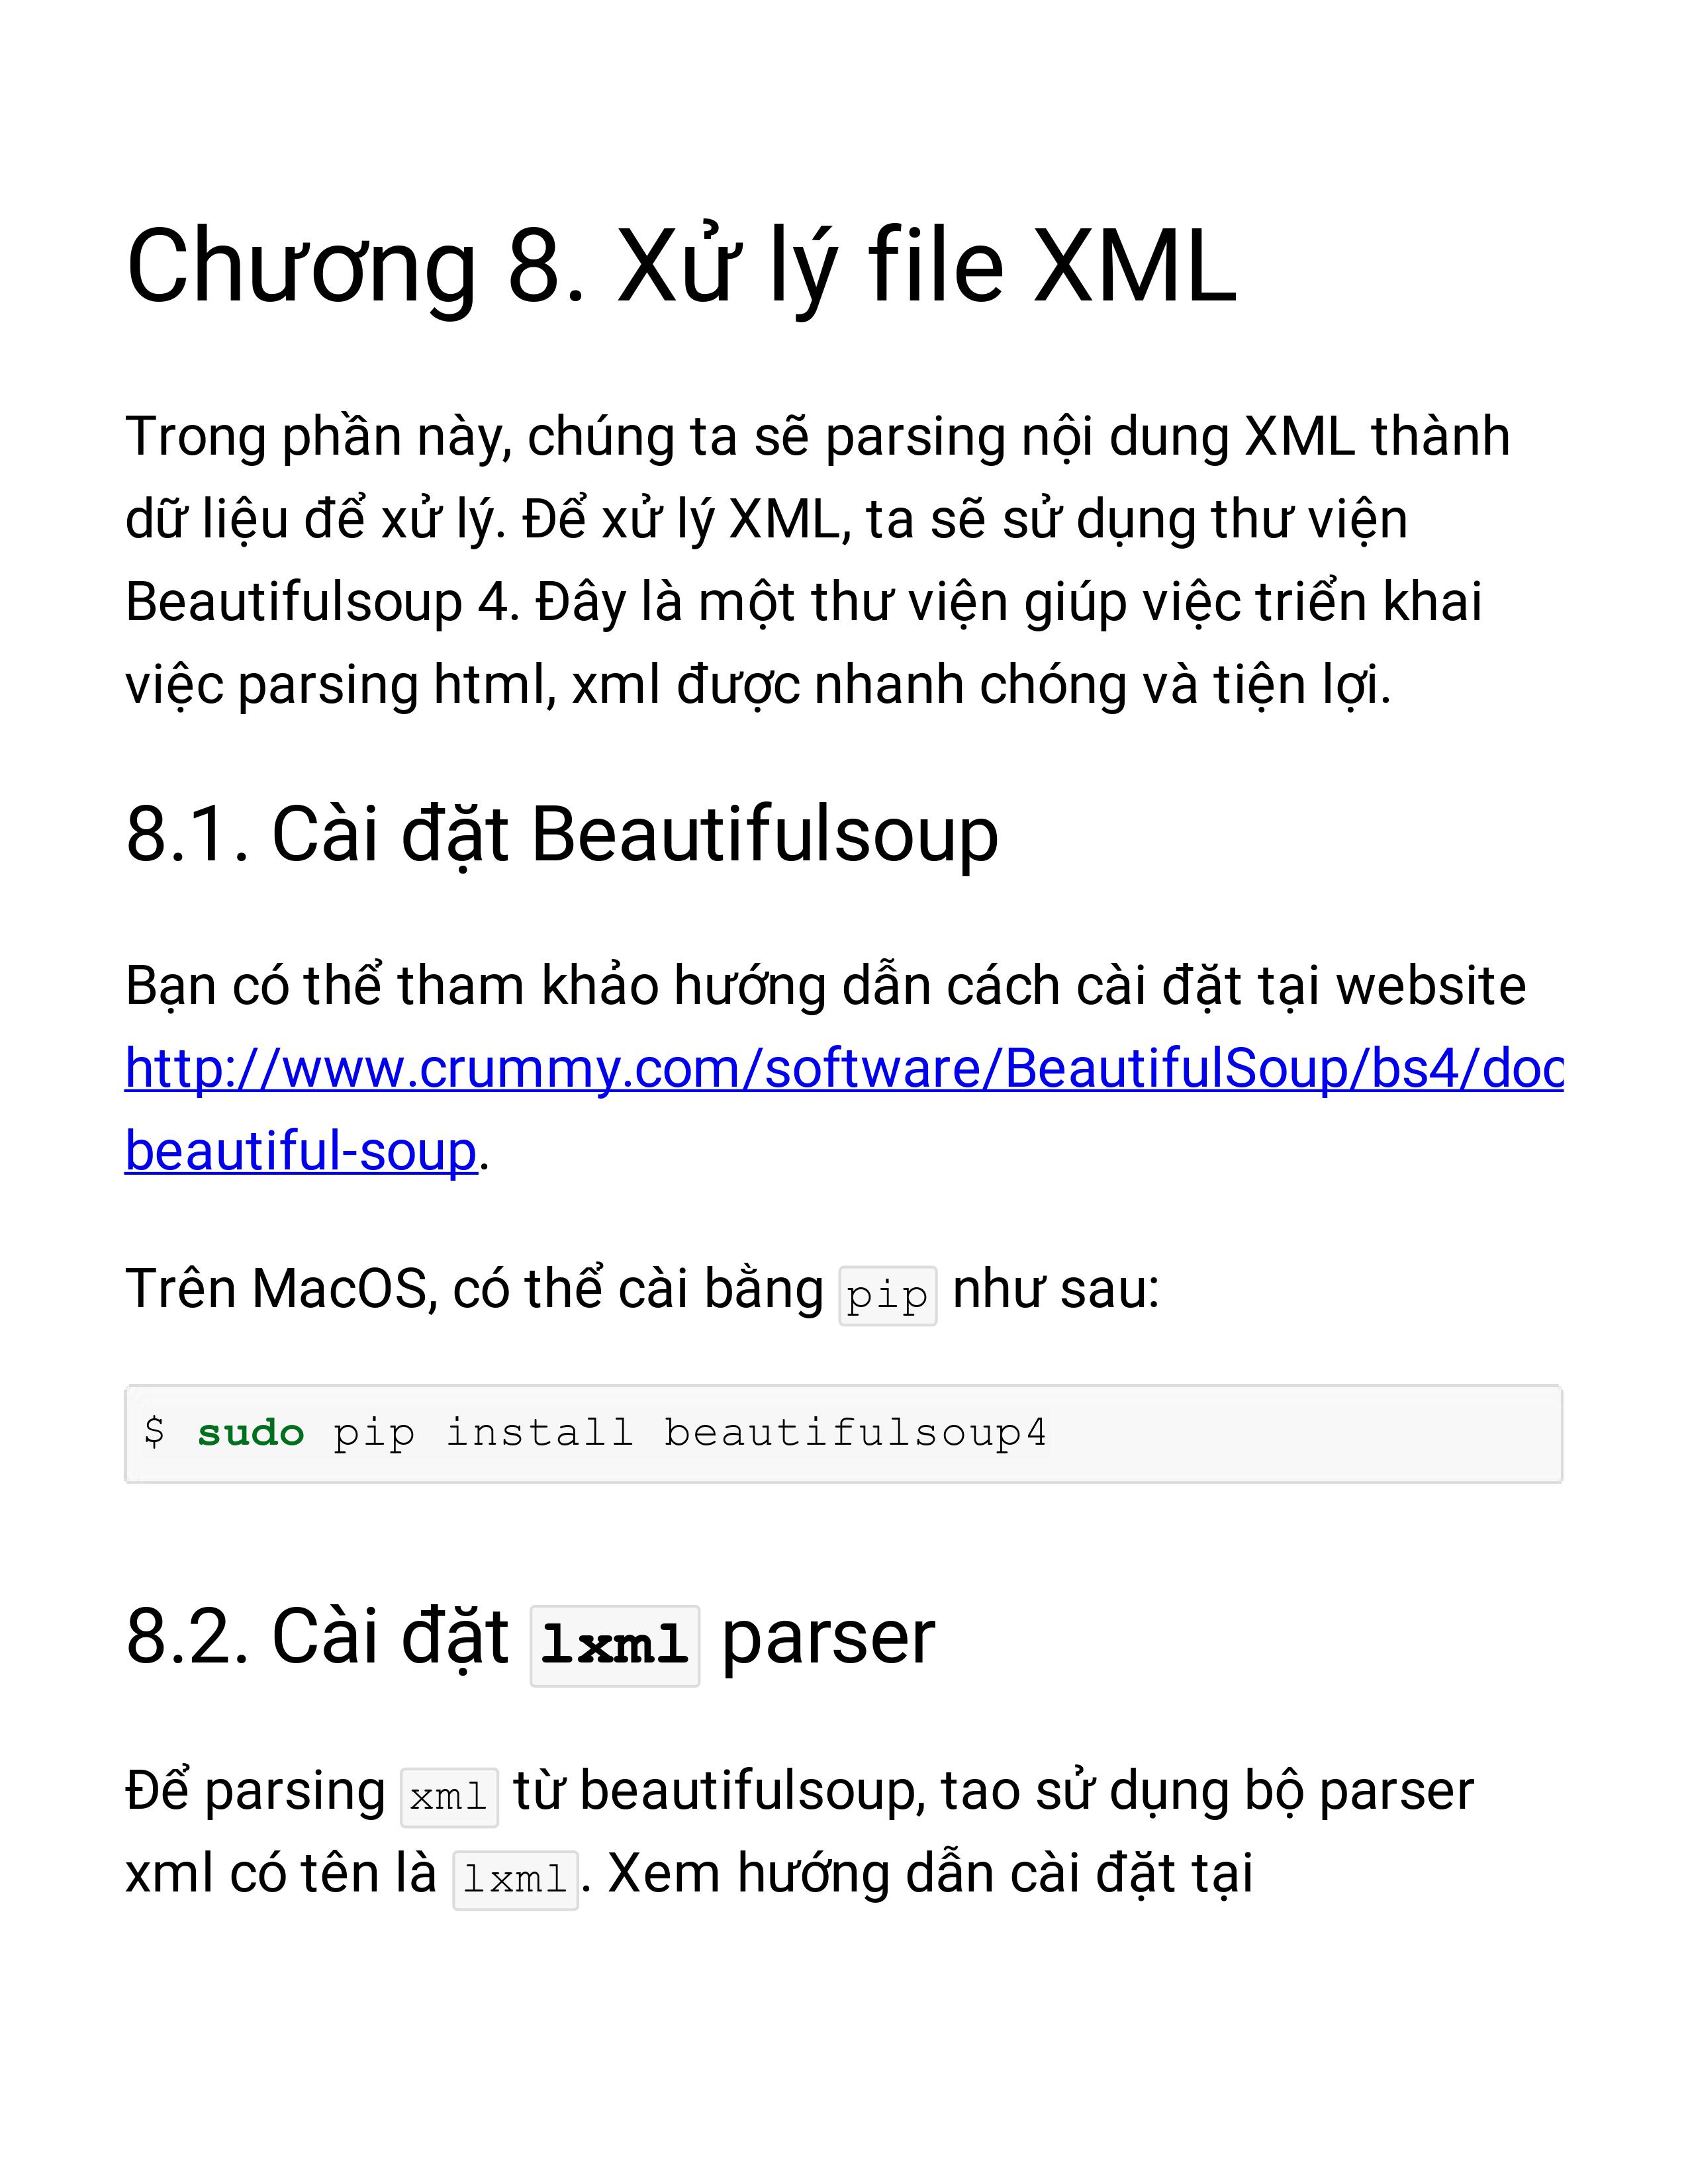 Chương 8. Xử lý file XML
Trong phần này, chúng ta sẽ parsing nội dung XML thành
dữ liệu để xử lý. Để xử lý XML, ta sẽ sử dụng thư viện
Beautifulsoup 4. Đây là một thư viện giúp việc triển khai
việc parsing html, xml được nhanh chóng và tiện lợi.
8.1. Cài đặt Beautifulsoup
Bạn có thể tham khảo hướng dẫn cách cài đặt tại website
http://www.crummy.com/software/BeautifulSoup/bs4/doc
beautiful-soup.
Trên MacOS, có thể cài bằng pip như sau:
$ sudo pip install beautifulsoup4
8.2. Cài đặt lxml parser
Để parsing xml từ beautifulsoup, tao sử dụng bộ parser
xml có tên là lxml. Xem hướng dẫn cài đặt tại